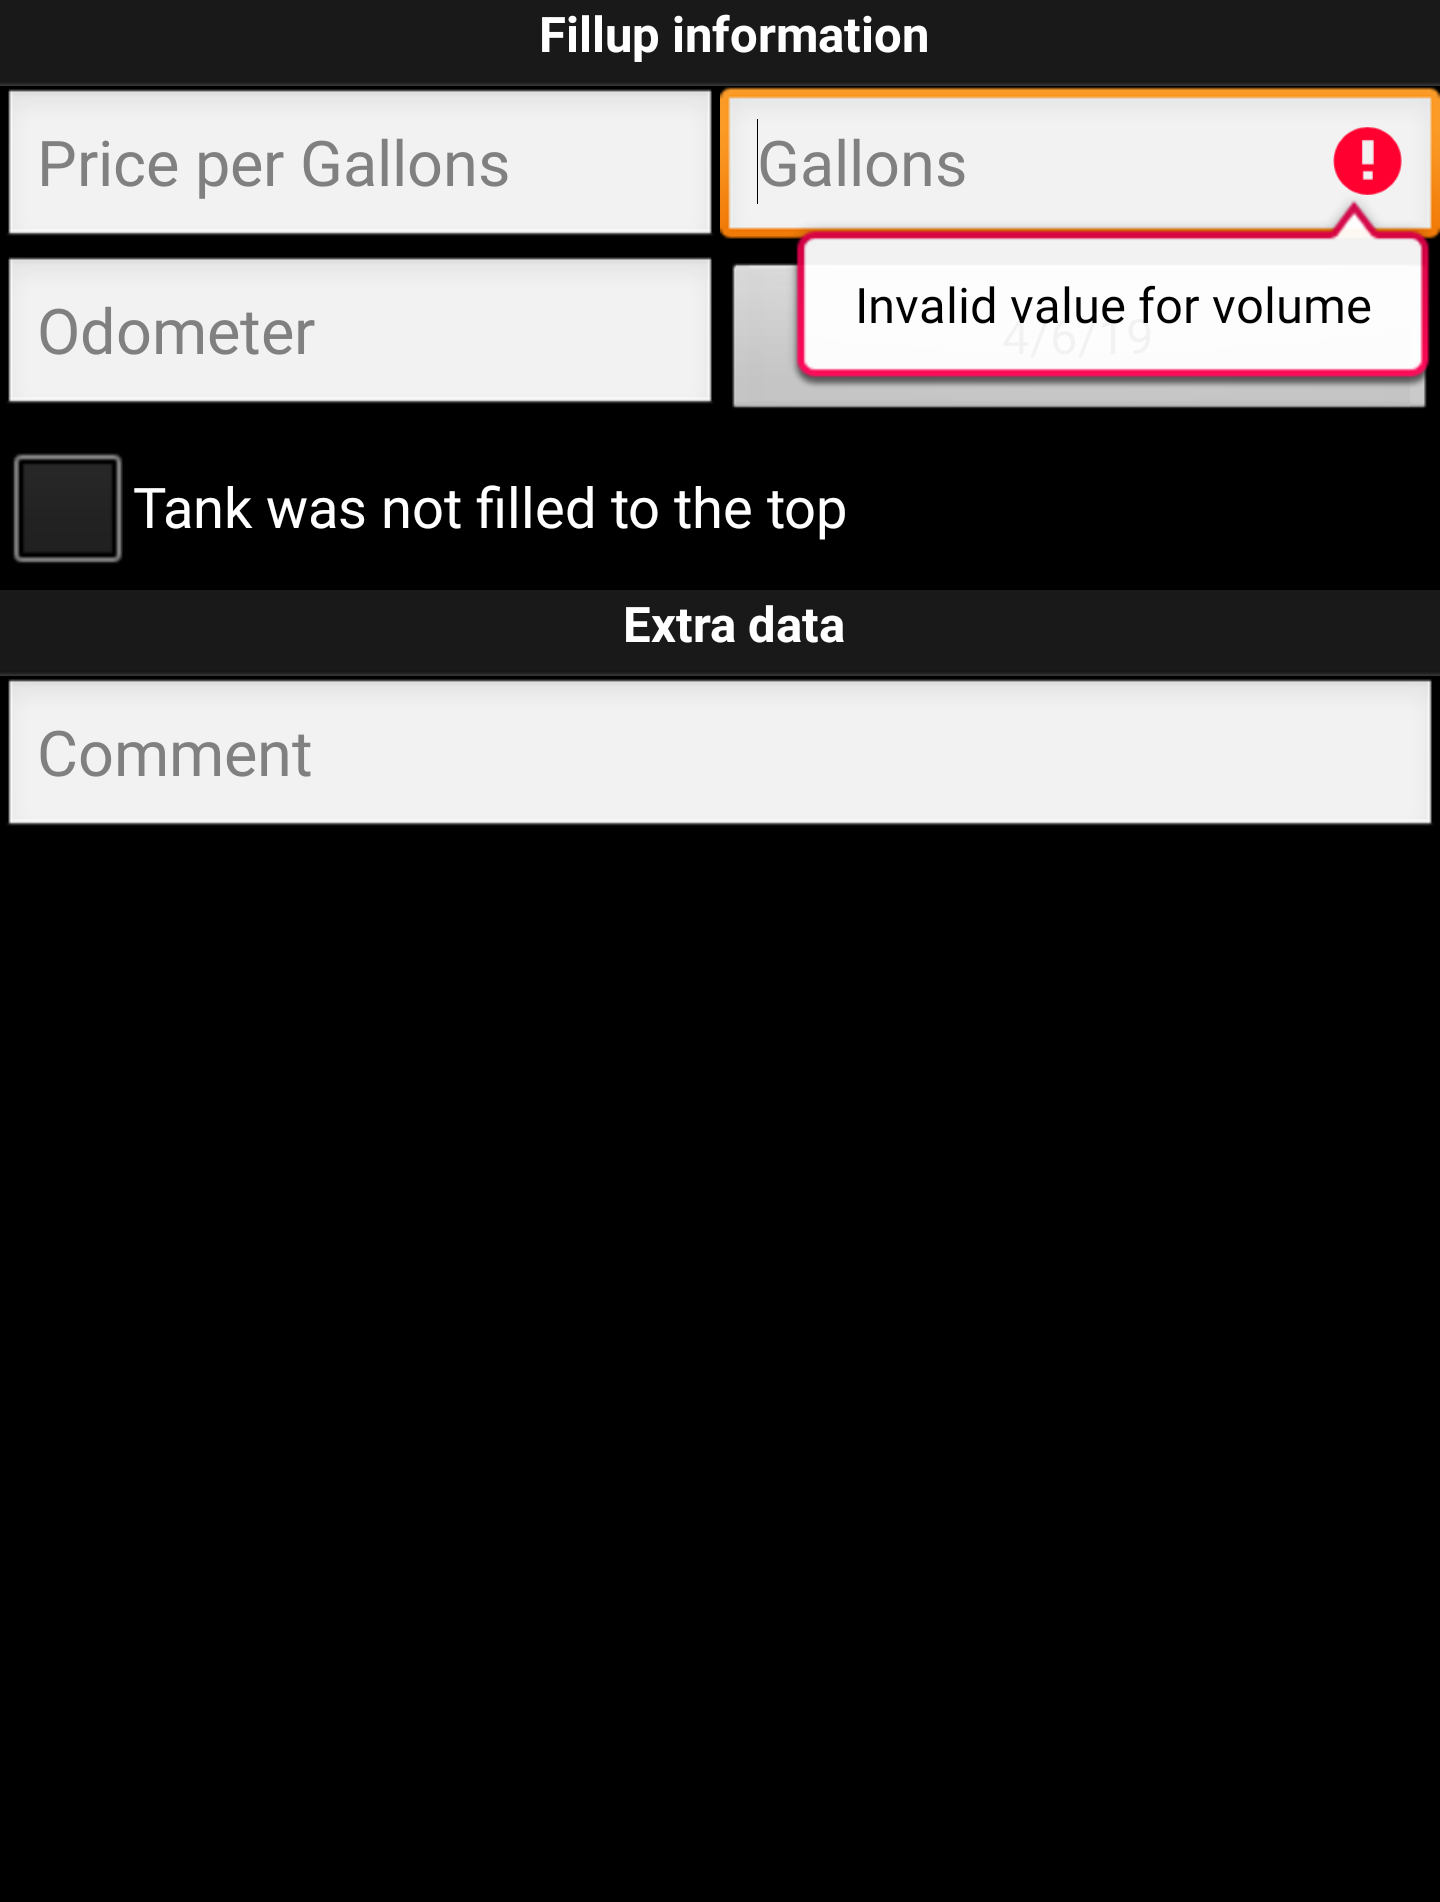 Fillup information
Price per Gallons
Gallons
Invalid value for volume
Odometer
4/6/19
Tank was not filled to the top
Extra data
Comment